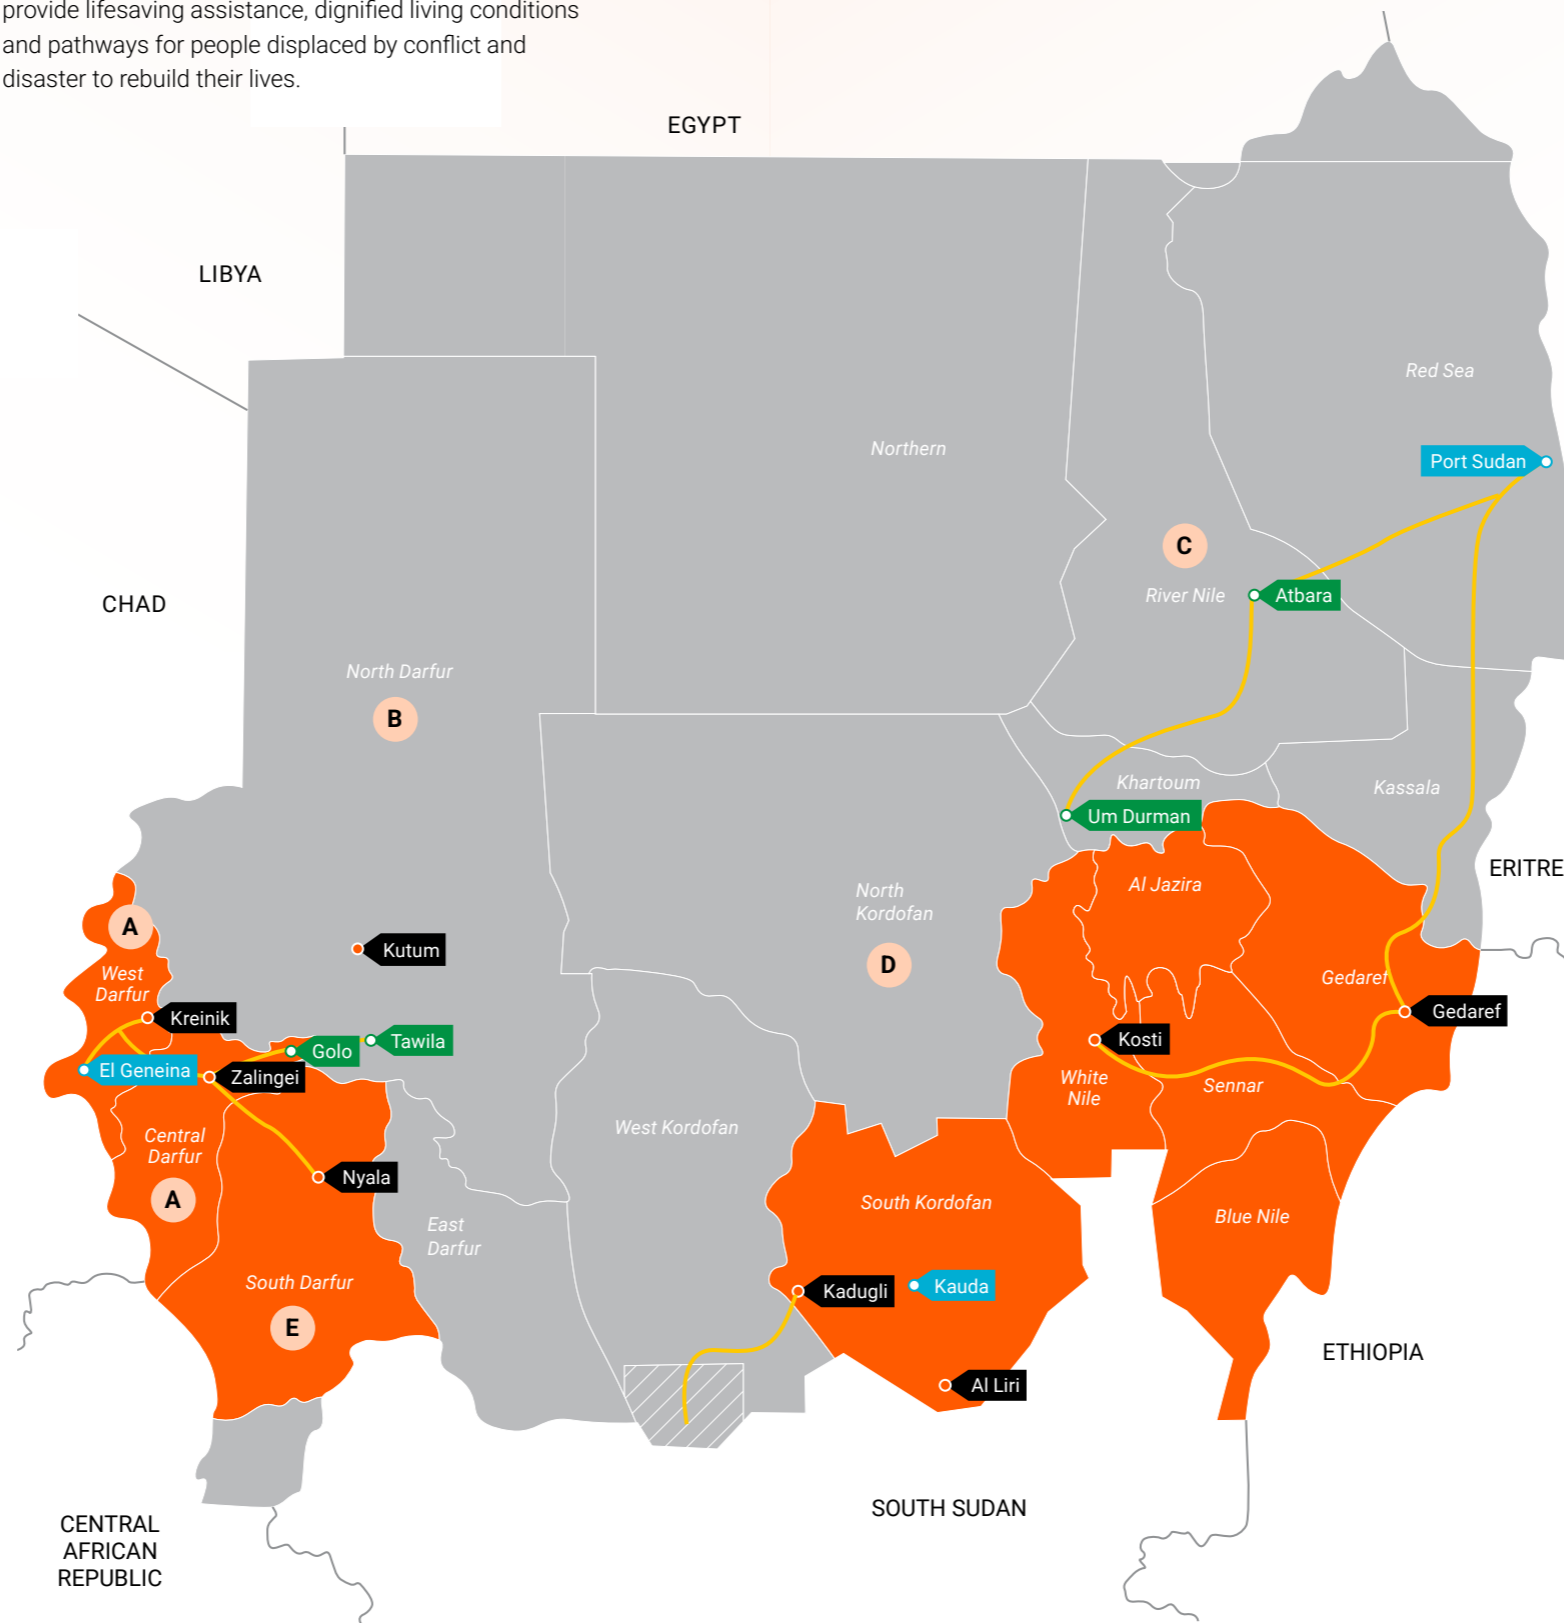 provide lifesaving assistance, dignified living conditions
and pathways for people displaced by conflict and
disaster to rebuild their lives.
EGYPT
LIBYA
Red Sea
Northern
Port Sudan
C
River Nile
Atbara
CHAD
North Darfur
B
Khartoum
Kassala
Um Durman
ERITRE
Al Jazira
North
Kordofan
A
Kutum
D
West
Darfur
Gedaref
Kreinik
Gedaref
Golo
Tawila
Kosti
El Geneina
Zalingei
White
Nile
Sennar
West Kordofan
Central
Darfur
Nyala
A
South Kordofan
Blue Nile
East
Darfur
South Darfur
Kadugli
Kauda
E
ETHIOPIA
Al Liri
SOUTH SUDAN
CENTRAL
AFRICAN
REPUBLIC